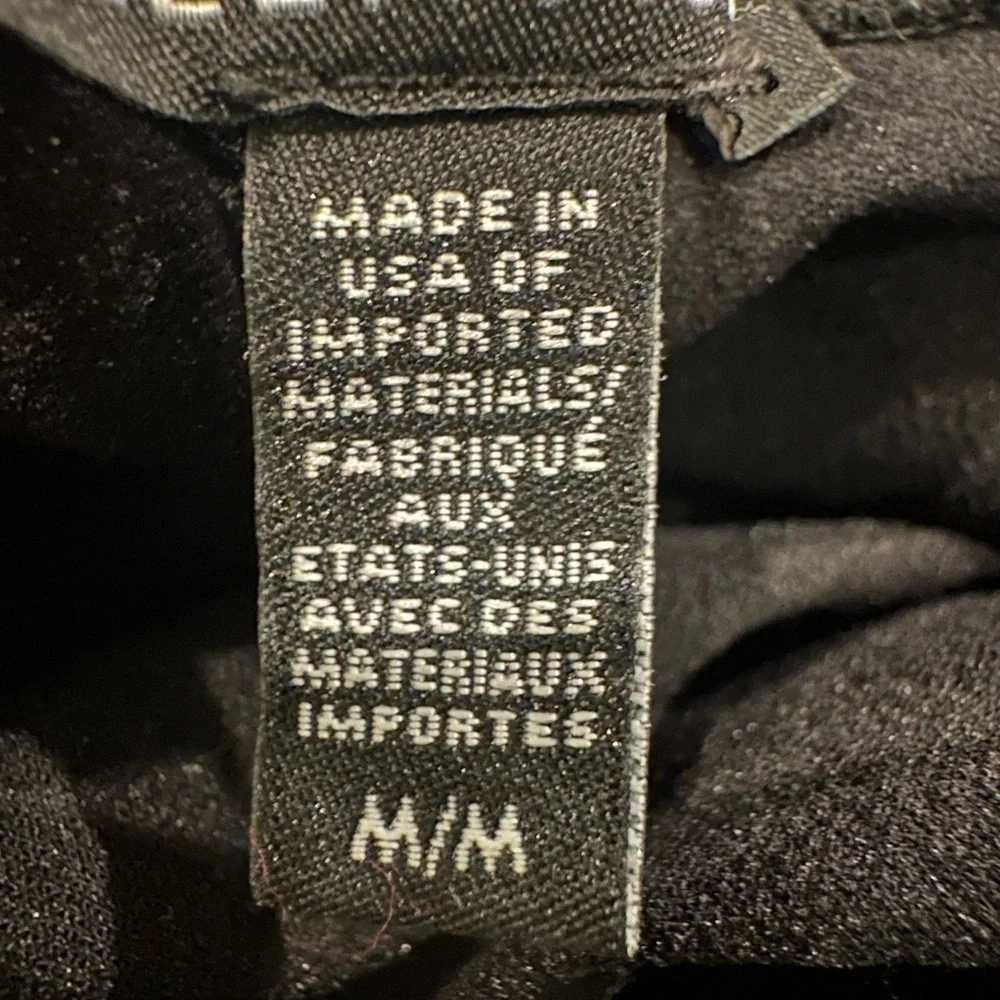 MADE IN
USA OF
IMPORTED
MATERIALS/
FABRIQUÉ
AUX
ETATS-UNIS
AVEC DES
MATERIAUX
IMPORTES
M/M